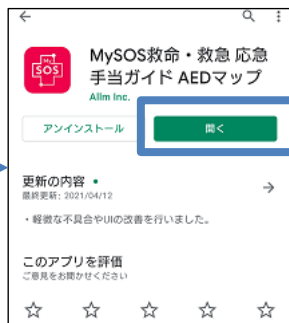 My
SOS
MySOS救命・救急 応急
手当ガイド AEDマップ
Allm Inc.
アンインストール
開く
更新の内容 •
最終更新: 2021/04/12
・軽微な不具合やUIの改善を行いました。
このアプリを評価
ご意見をお聞かせください